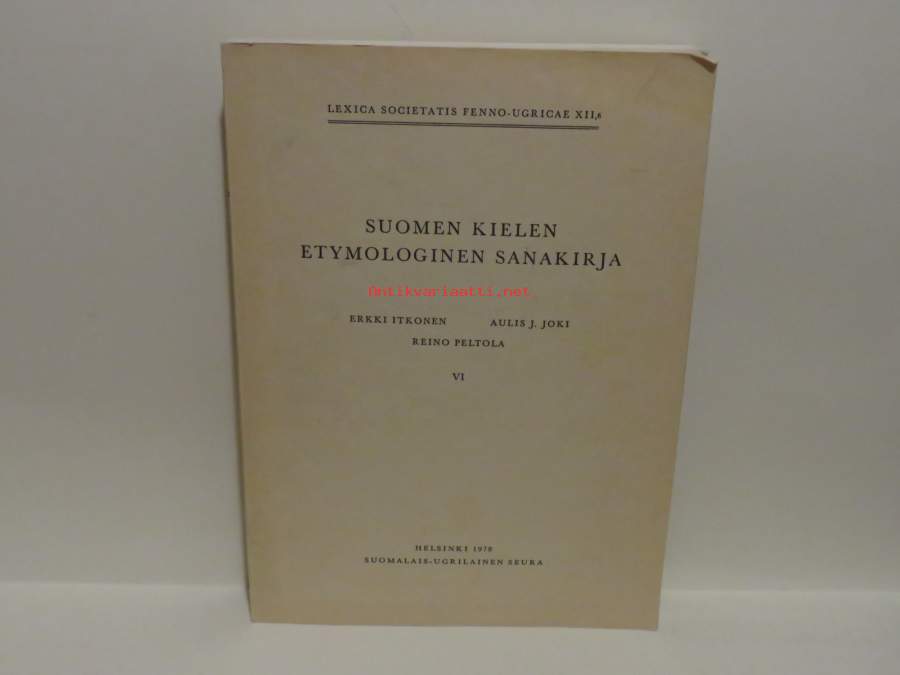 LEXICA SOCIETATIS FENNO-UGRICAE XII,6
SUOMEN KIELEN
ETYMOLOGINEN SANAKIRJA
Antikvariaatti.net
ERKKI ITKONEN AULIS J. JOKI
REINO PELTOLA
VI
HELSINKI 1978
SUOMALAIS-UGRILAINEN SEURA